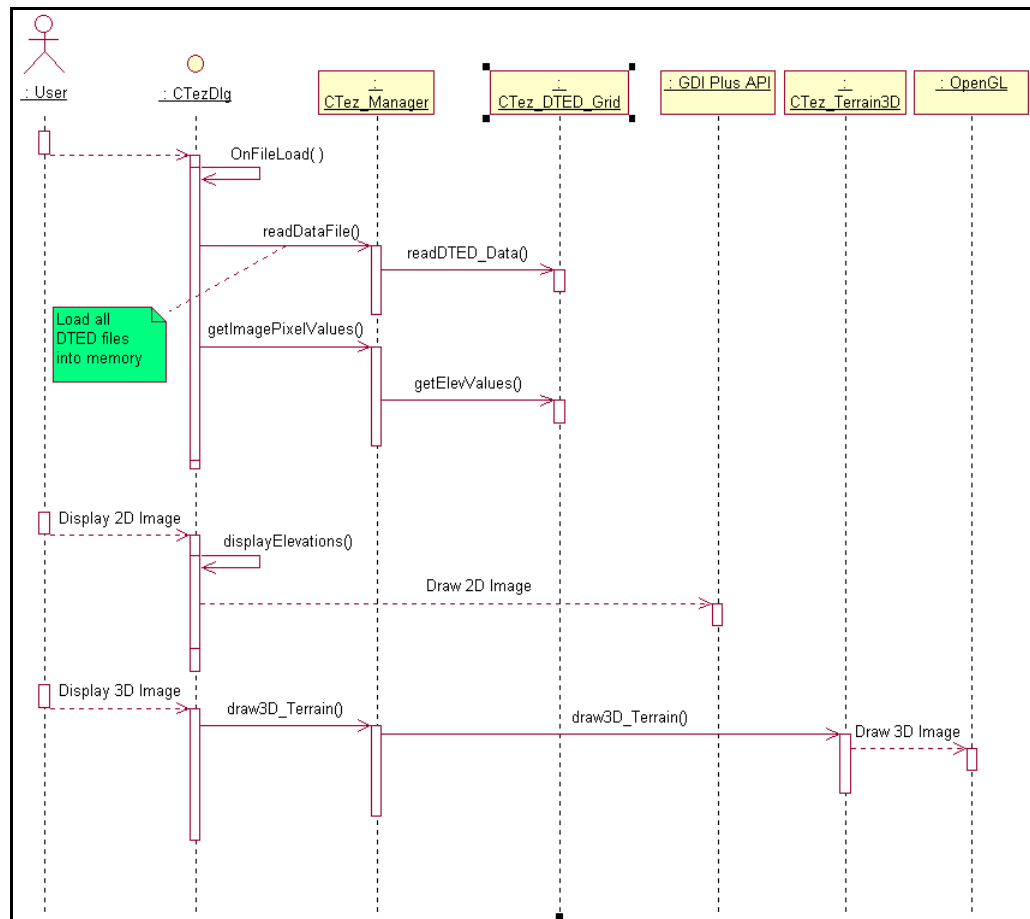 : User
: CTezDlg
:
CTez_Manager
:
CTez_DTED_Grid
: GDI Plus API
:
CTez_Terrain3D
: OpenGL
OnFileLoad( )
readDataFile()
readDTED_Data()
Load all
DTED files
into memory
getImagePixelValues()
getElevValues()
Display 2D Image
displayElevations()
Draw 2D Image
Display 3D Image
draw3D_Terrain()
draw3D_Terrain()
Draw 3D Image